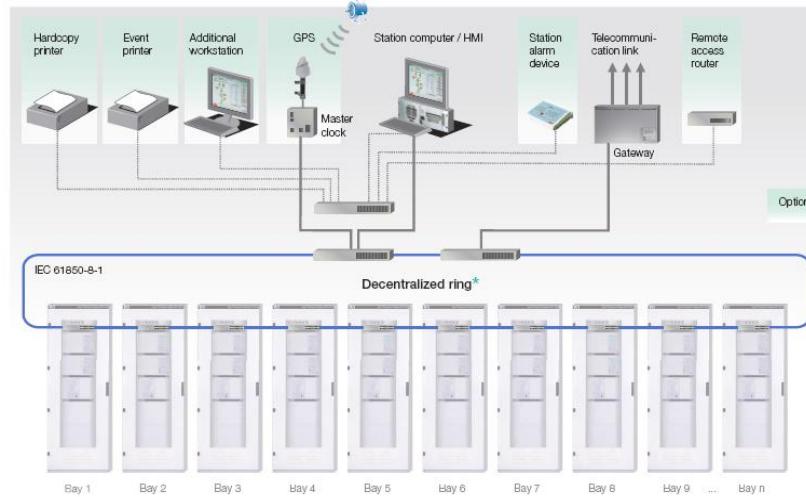 Hardcopy
printer
Event
printer
Additional
workstation
GPS
Station computer / HMI
Station
alarm
device
Telecommuni-
cation link
Remote
access
router
Master
clock
Gateway
Option
IEC 61850-8-1
Decentralized ring*
Bay 1 Bay 2 Bay 3 Bay 4 Bay 5 Bay 6 Bay 7 Bay 8 Bay 9 ... Bay n